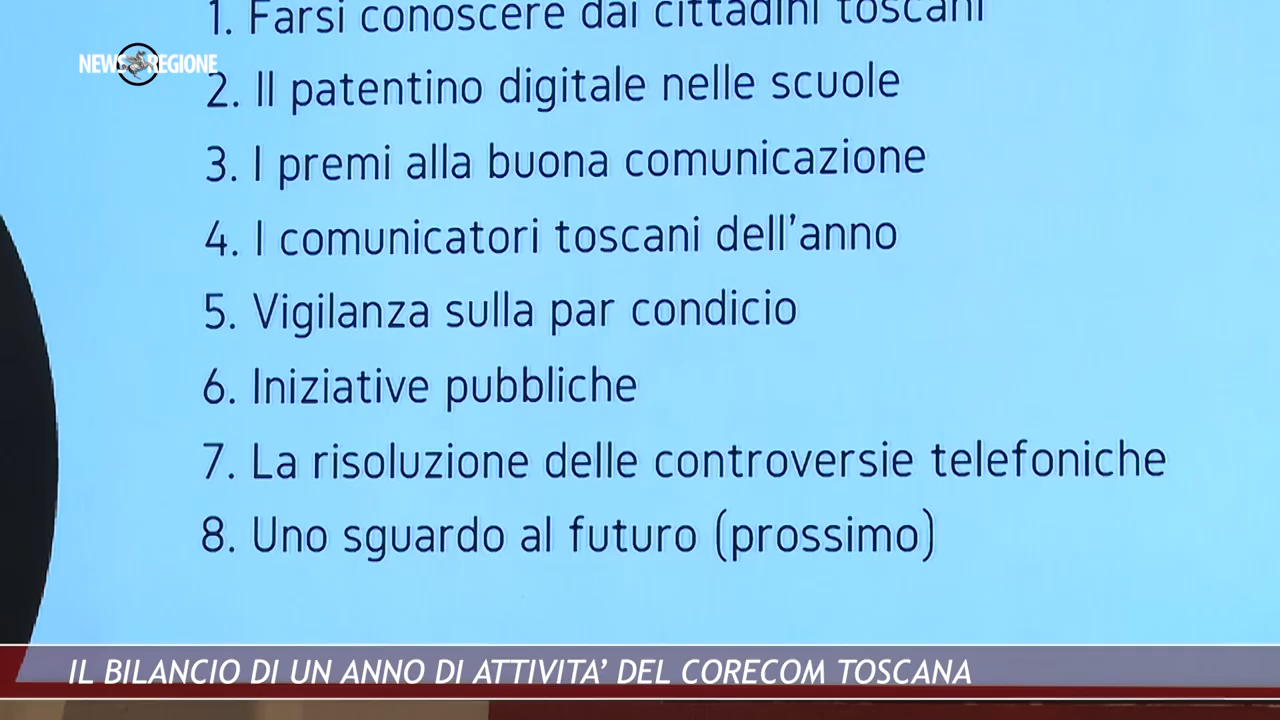 1. Farsi conoscere dai cittadini toscani
NEWS REGIONE
2. Il patentino digitale nelle scuole
3. I premi alla buona comunicazione
4. I comunicatori toscani dell'anno
5. Vigilanza sulla par condicio
6. Iniziative pubbliche
7. La risoluzione delle controversie telefoniche
8. Uno sguardo al futuro (prossimo)
IL BILANCIO DI UN ANNO DI ATTIVITA' DEL CORECOM TOSCANA